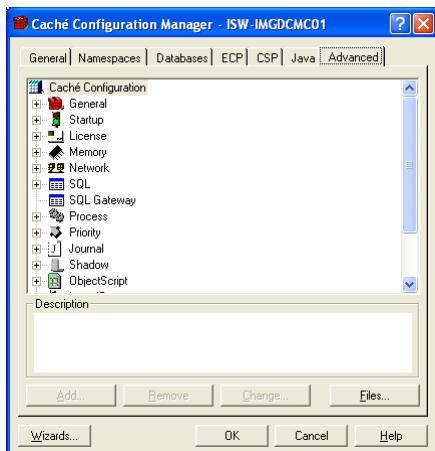 Caché Configuration Manager - ISW-IMGDCMC01
General Namespaces Databases ECP CSP Java Advanced
Caché Configuration
General
Startup
License
Memory
Network
SQL
SQL Gateway
Process
Priority
Journal
Shadow
ObjectScript
Description
Add... Remove Change... Files...
Wizards... OK Cancel Help